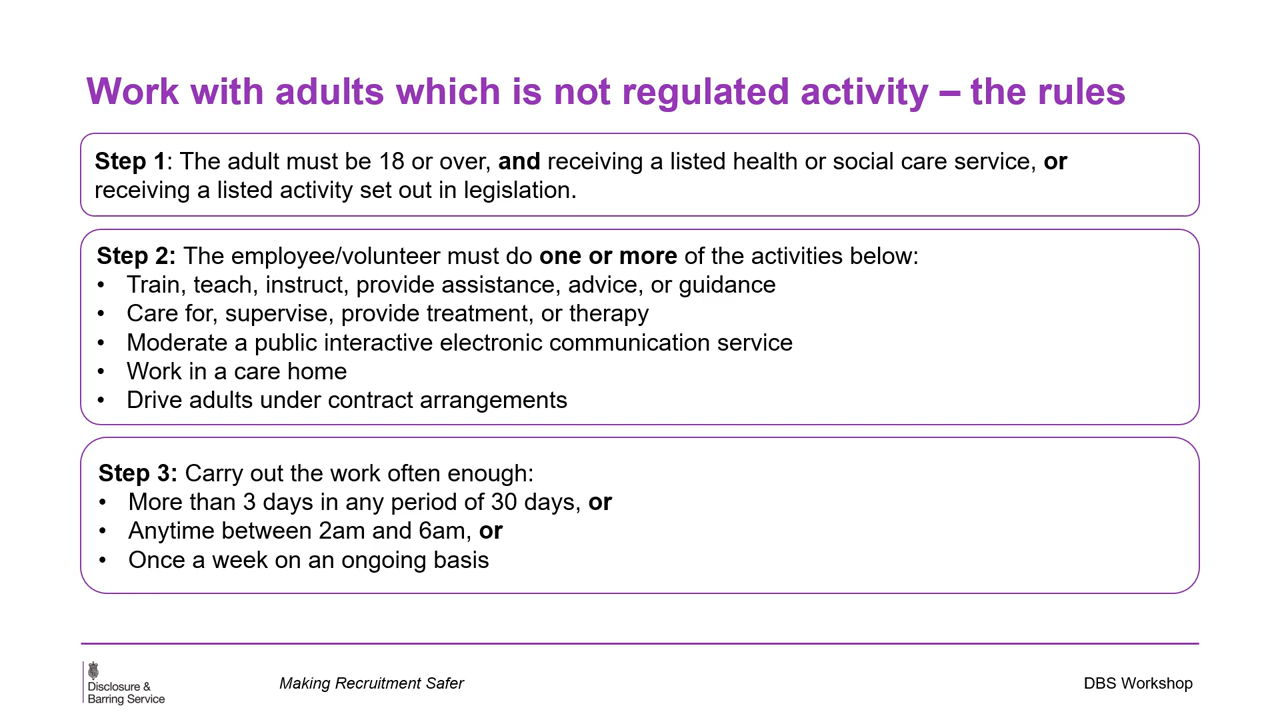 Work with adults which is not regulated activity – the rules
Step 1: The adult must be 18 or over, and receiving a listed health or social care service, or
receiving a listed activity set out in legislation.
Step 2: The employee/volunteer must do one or more of the activities below:
• Train, teach, instruct, provide assistance, advice, or guidance
• Care for, supervise, provide treatment, or therapy
• Moderate a public interactive electronic communication service
• Work in a care home
• Drive adults under contract arrangements
Step 3: Carry out the work often enough:
• More than 3 days in any period of 30 days, or
• Anytime between 2am and 6am, or
• Once a week on an ongoing basis
Disclosure &
Barring Service
Making Recruitment Safer
DBS Workshop